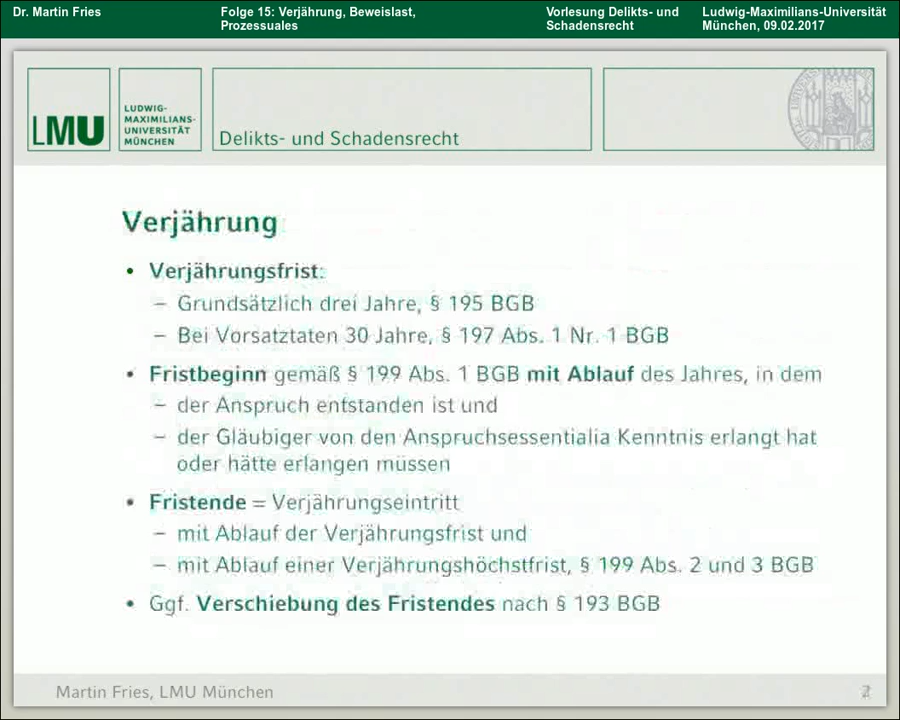 Dr. Martin Fries
Folge 15: Verjährung, Beweislast,
Prozessuales
Vorlesung Delikts- und
Schadensrecht
Ludwig-Maximilians-Universität
München, 09.02.2017
LMU
LUDWIG-
MAXIMILIANS-
UNIVERSITÄT
MÜNCHEN
Delikts- und Schadensrecht
Verjährung
• Verjährungsfrist:
– Grundsätzlich drei Jahre, § 195 BGB
– Bei Vorsatztaten 30 Jahre, § 197 Abs. 1 Nr. 1 BGB
• Fristbeginn gemäß § 199 Abs. 1 BGB mit Ablauf des Jahres, in dem
– der Anspruch entstanden ist und
– der Gläubiger von den Anspruchsessentialia Kenntnis erlangt hat
oder hätte erlangen müssen
• Fristende = Verjährungseintritt
– mit Ablauf der Verjährungsfrist und
– mit Ablauf einer Verjährungshöchstfrist, § 199 Abs. 2 und 3 BGB
• Ggf. Verschiebung des Fristendes nach § 193 BGB
Martin Fries, LMU München